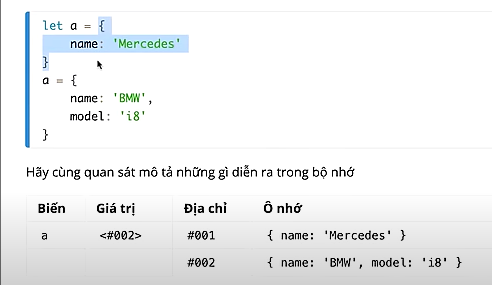 let a = {
name: 'Mercedes'
}
a = {
name: 'BMW',
model: 'i8'
}
Hãy cùng quan sát mô tả những gì diễn ra trong bộ nhớ
Biến Giá trị Địa chỉ Ô nhớ
a <#002> #001 { name: 'Mercedes' }
#002 { name: 'BMW', model: 'i8' }